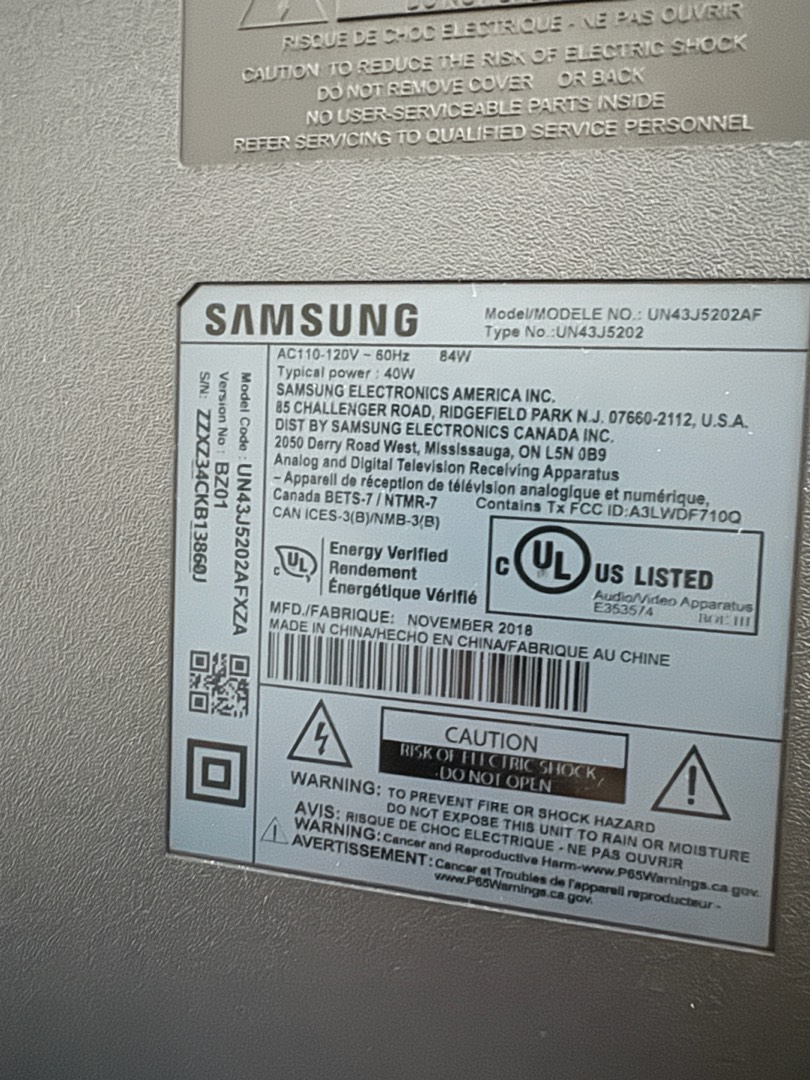 RISQUE DE CHOC ELECTRIQUE - NE PAS OUVRIR
CAUTION: TO REDUCE THE RISK OF ELECTRIC SHOCK
DO NOT REMOVE COVER OR BACK
NO USER-SERVICEABLE PARTS INSIDE
REFER SERVICING TO QUALIFIED SERVICE PERSONNEL
SAMSUNG
Model/MODELE NO.: UN43J5202AF
Type No.:UN43J5202
Model Code : UN43J5202AFXZA
Version No : BZ01
S/N: ZZXZ34CKB13860J
AC110-120V ~ 60Hz 84W
Typical power : 40W
SAMSUNG ELECTRONICS AMERICA INC.
85 CHALLENGER ROAD, RIDGEFIELD PARK N.J. 07660-2112, U.S.A.
DIST BY SAMSUNG ELECTRONICS CANADA INC.
2050 Derry Road West, Mississauga, ON L5N 0B9
Analog and Digital Television Receiving Apparatus
- Appareil de réception de télévision analogique et numérique,
Canada BETS-7 / NTMR-7 Contains Tx FCC ID:A3LWDF710Q
CAN ICES-3(B)/NMB-3(B)
c UL
Energy Verified
Rendement
Énergétique Vérifié
c UL US LISTED
Audio/Video Apparatus
E353574
MFD./FABRIQUE: NOVEMBER 2018
MADE IN CHINA/HECHO EN CHINA/FABRIQUE AU CHINE
CAUTION
RISK OF ELECTRIC SHOCK,
DO NOT OPEN
WARNING: TO PREVENT FIRE OR SHOCK HAZARD
DO NOT EXPOSE THIS UNIT TO RAIN OR MOISTURE
AVIS: RISQUE DE CHOC ELECTRIQUE - NE PAS OUVRIR
WARNING: Cancer and Reproductive Harm-www.P65Warnings.ca.gov.
AVERTISSEMENT: Cancer et Troubles de l'appareil reproducteur -
www.P65Warnings.ca.gov.